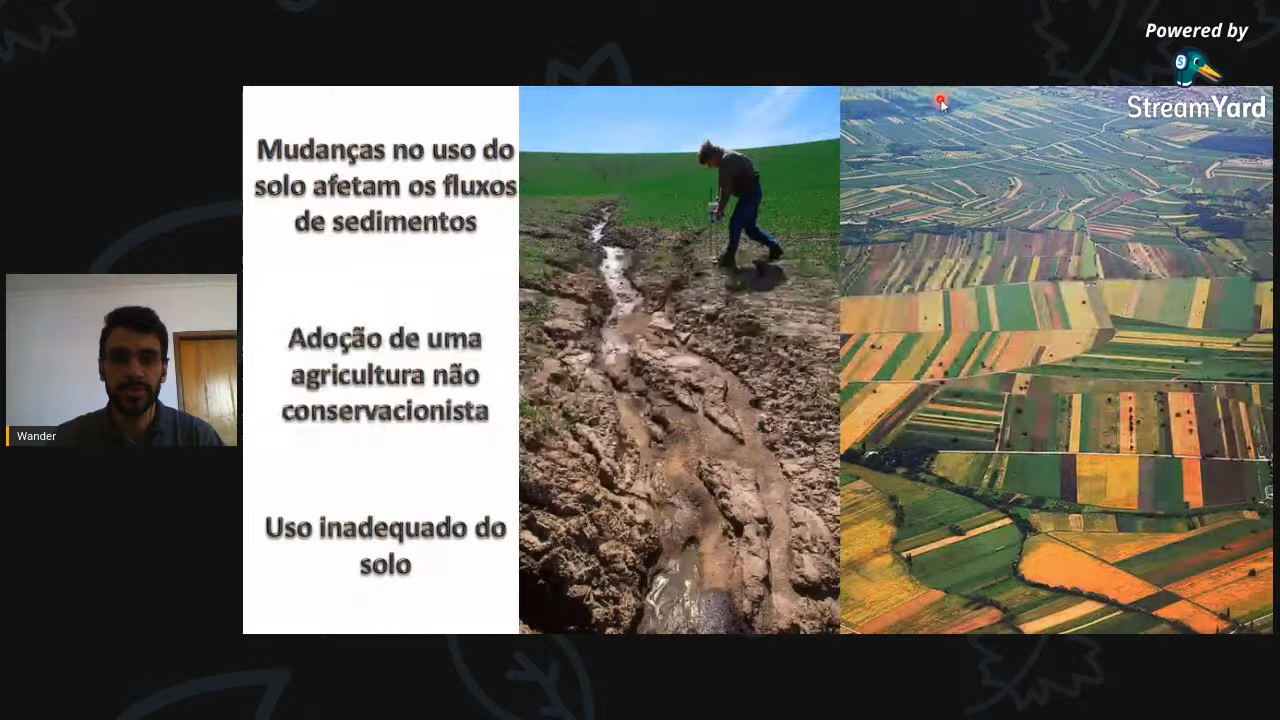 Powered by
StreamYard
Mudanças no uso do
solo afetam os fluxos
de sedimentos
Adoção de uma
agricultura não
conservacionista
Uso inadequado do
solo
Wander